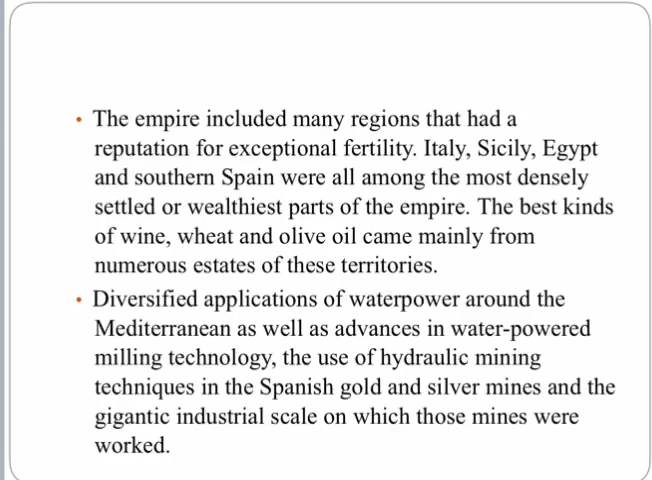 • The empire included many regions that had a
reputation for exceptional fertility. Italy, Sicily, Egypt
and southern Spain were all among the most densely
settled or wealthiest parts of the empire. The best kinds
of wine, wheat and olive oil came mainly from
numerous estates of these territories.
• Diversified applications of waterpower around the
Mediterranean as well as advances in water-powered
milling technology, the use of hydraulic mining
techniques in the Spanish gold and silver mines and the
gigantic industrial scale on which those mines were
worked.